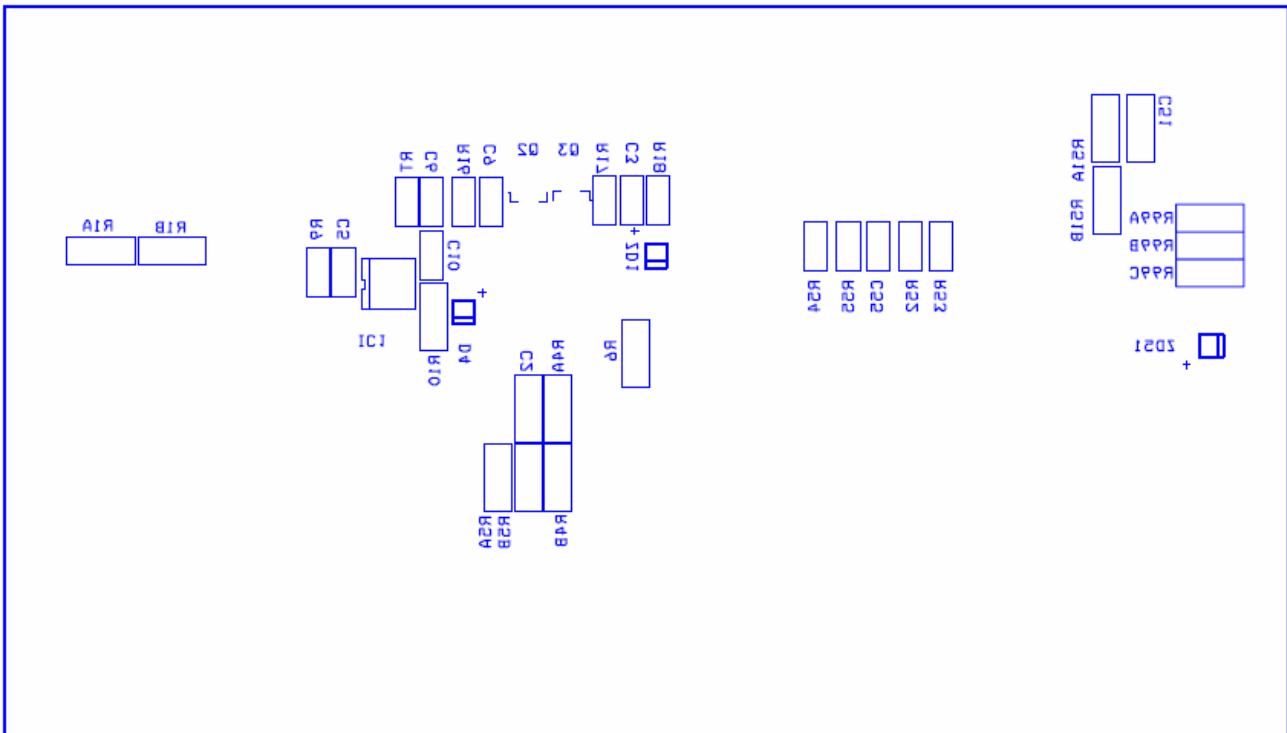 C51
R51A
RT
C6
R16
C9
Q2
Q3
R17
C3
R18
R51B
R99A
R99B
R99C
R1A
R1B
R9
C5
C10
+
ZD1
+
IC1
D4
R10
R54
R55
C55
R52
R53
ZD51
+
R6
C2
R4A
R5A
R5B
R4B